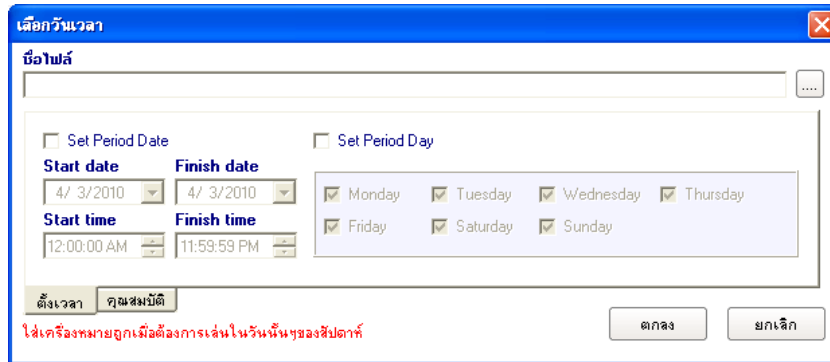 เลือกวันเวลา
ชื่อไฟล์
....
Set Period Date Set Period Day
Start date Finish date
4/ 3/2010 4/ 3/2010
Monday Tuesday Wednesday Thursday
Start time Finish time
Friday Saturday Sunday
12:00:00 AM 11:59:59 PM
ตั้งเวลา คุณสมบัติ
ใส่เครื่องหมายถูกเมื่อต้องการเล่นในวันนั้นๆของสัปดาห์
ตกลง ยกเลิก